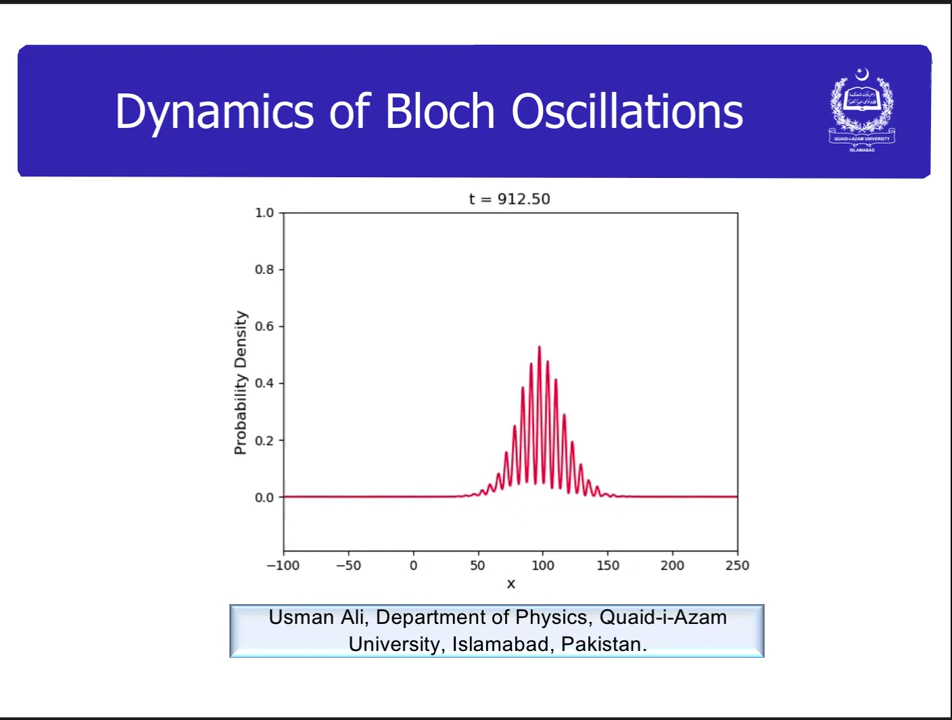 Dynamics of Bloch Oscillations
QUAID-I-AZAM UNIVERSITY
ISLAMABAD
t = 912.50
1.0
0.8
0.6
0.4
0.2
0.0
Probability Density
−100 −50 0 50 100 150 200 250
x
Usman Ali, Department of Physics, Quaid-i-Azam
University, Islamabad, Pakistan.